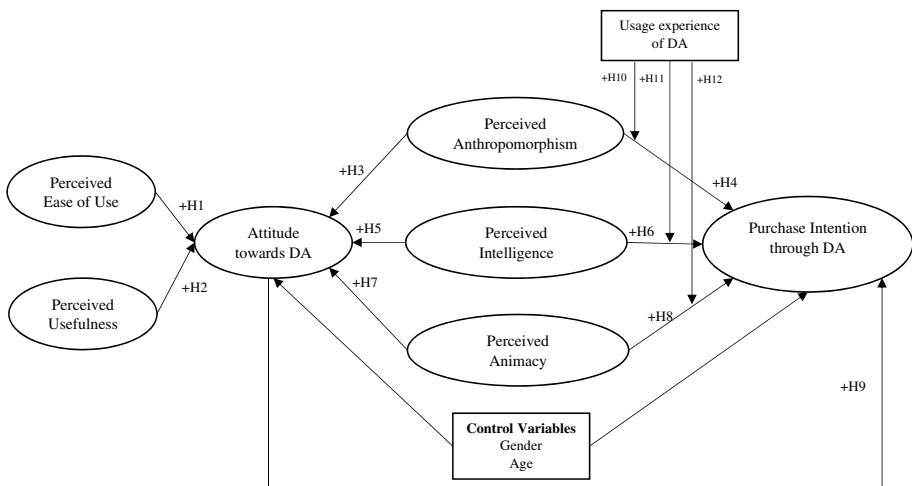 Usage experience
of DA
+H10
+H11
+H12
Perceived
Anthropomorphism
+H3
+H4
Perceived
Ease of Use
+H1
Attitude
towards DA
+H5
Perceived
Intelligence
+H6
Purchase Intention
through DA
+H2
+H7
Perceived
Usefulness
+H8
Perceived
Animacy
+H9
Control Variables
Gender
Age